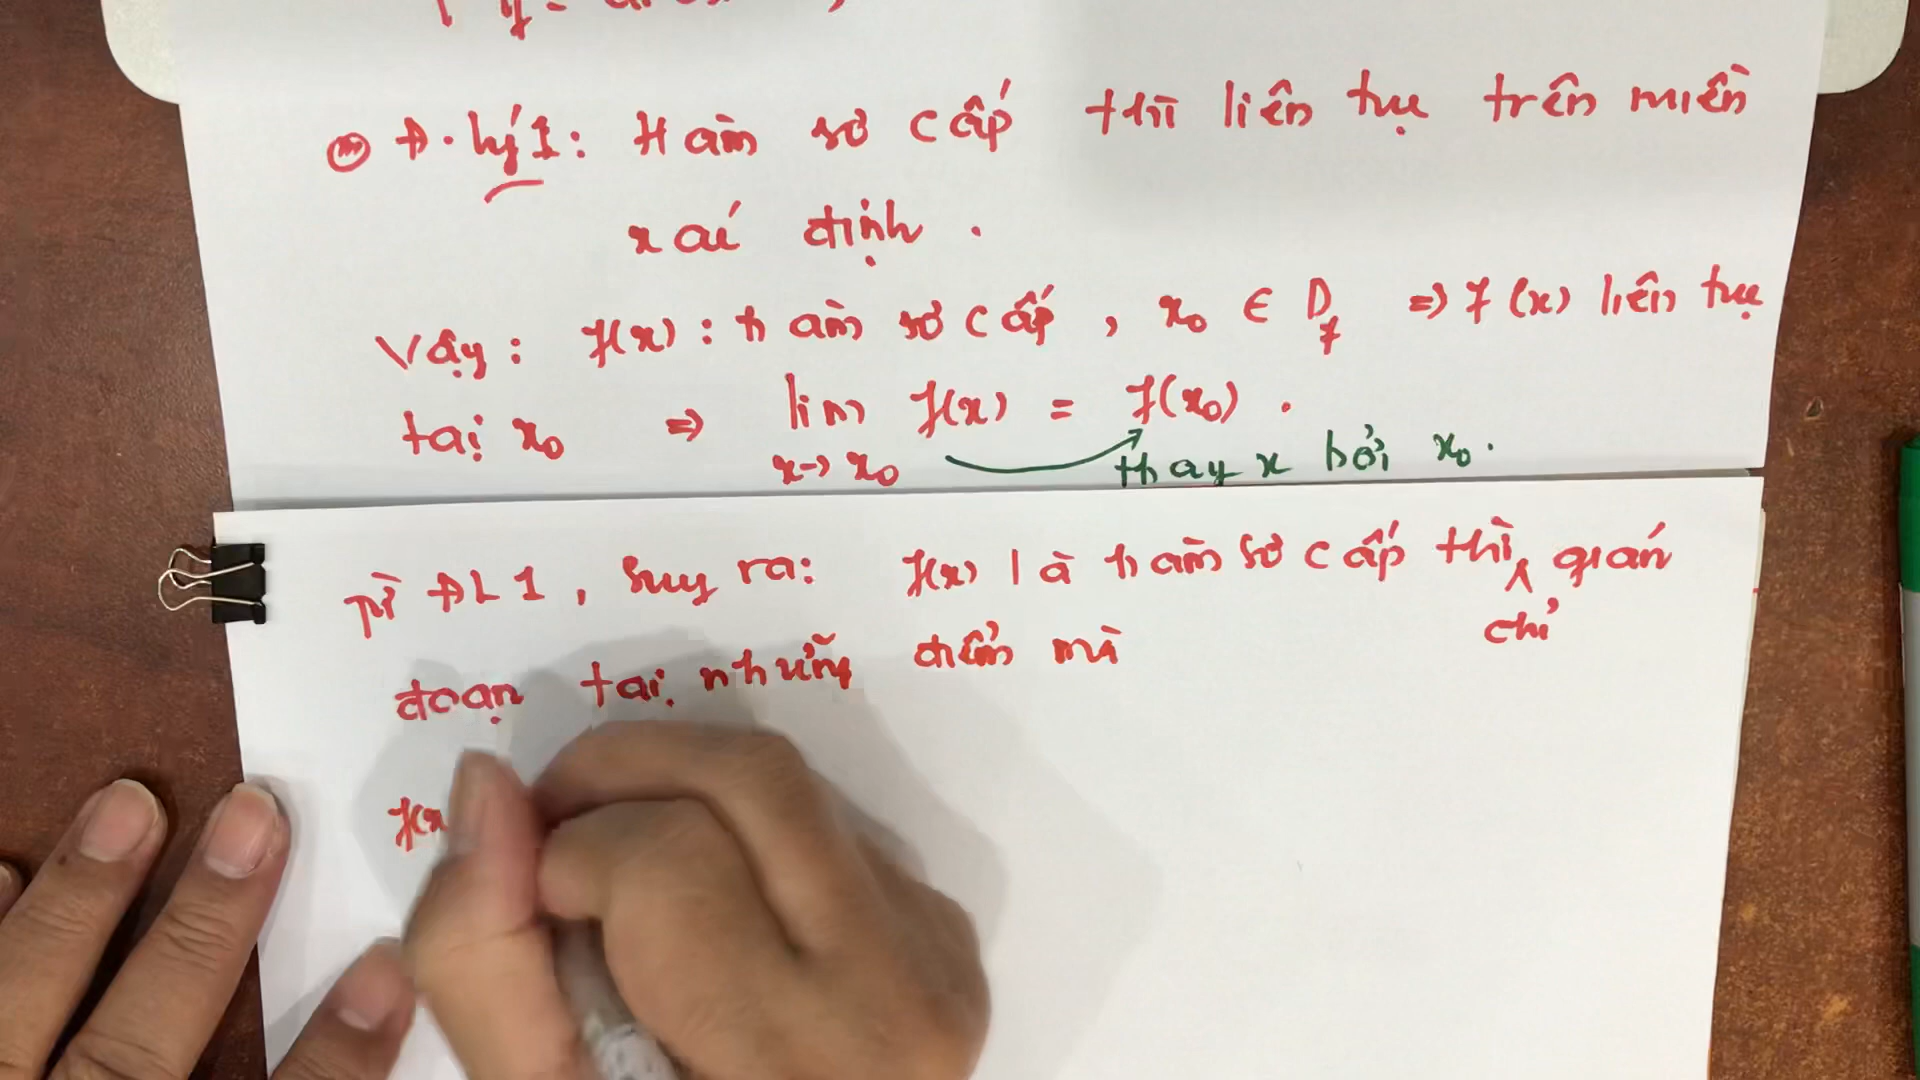 Đ. lý 1: Hàm sơ cấp thì liên tục trên miền
xác định.
Vậy: f(x): hàm sơ cấp, x₀ ∈ D_f ⇒ f(x) liên tục
tại x₀ ⇒ lim f(x) = f(x₀).
x→x₀ thay x bởi x₀.
Từ ĐL 1, suy ra: f(x) là hàm sơ cấp thì gián
chỉ
đoạn tại những điểm mà
f(x